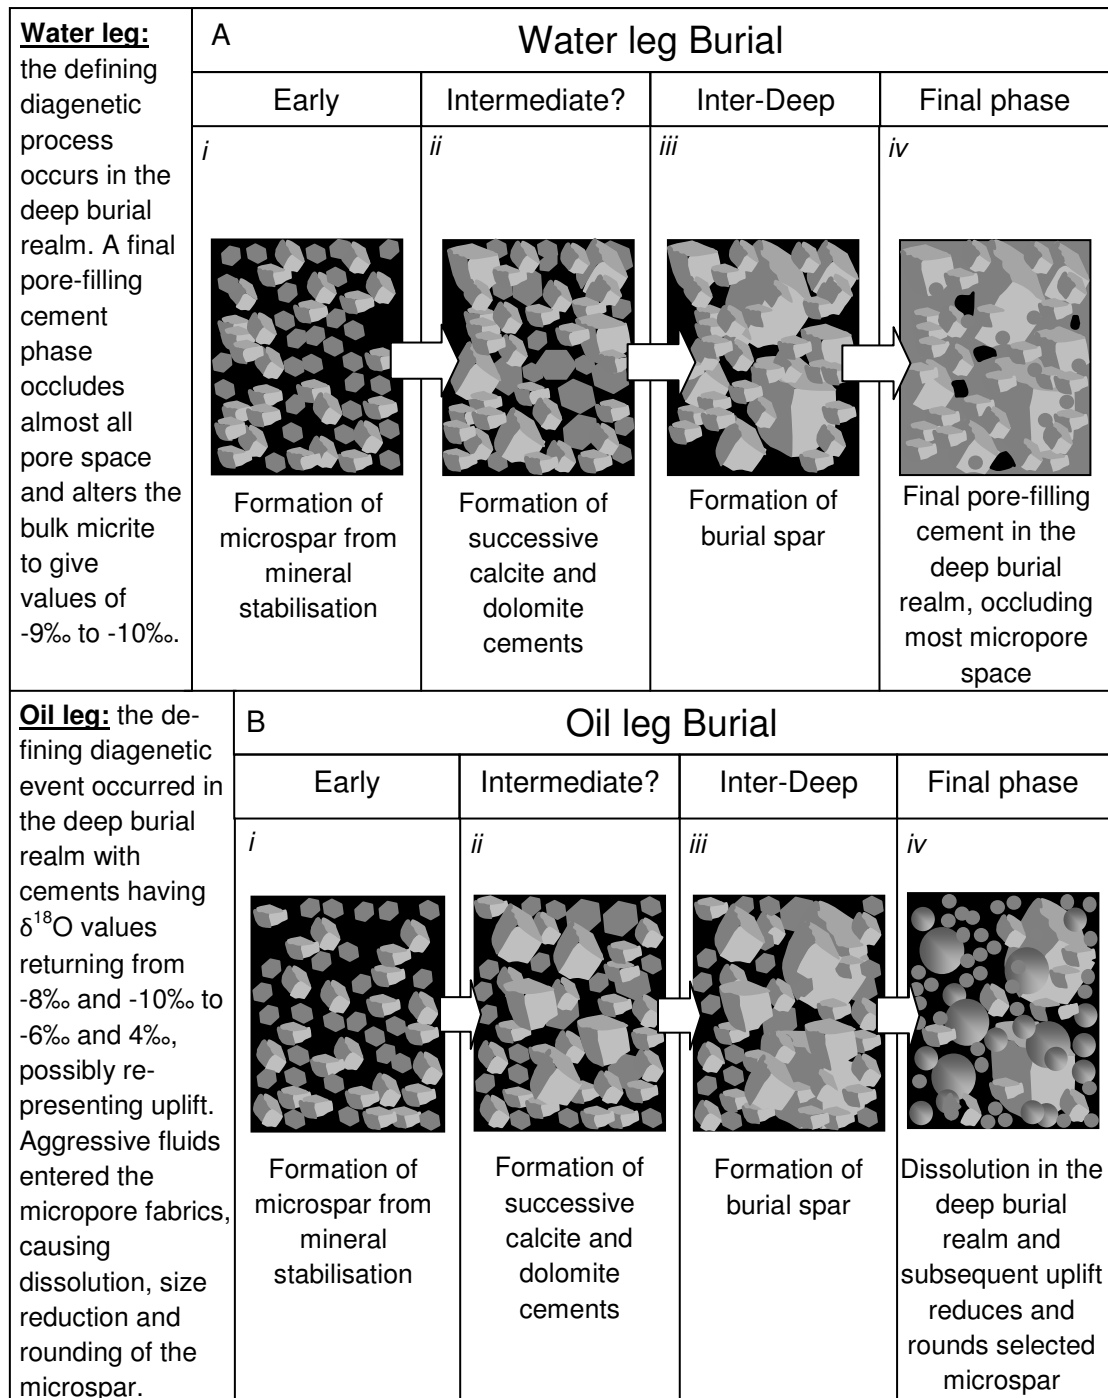 Water leg:
the defining
diagenetic
process
occurs in the
deep burial
realm. A final
pore-filling
cement
phase
occludes
almost all
pore space
and alters the
bulk micrite
to give
values of
-9‰ to -10‰.
A
Water leg Burial
Early
Intermediate?
Inter-Deep
Final phase
i
ii
iii
iv
Formation of
microspar from
mineral
stabilisation
Formation of
successive
calcite and
dolomite
cements
Formation of
burial spar
Final pore-filling
cement in the
deep burial
realm, occluding
most micropore
space
Oil leg: the de-
fining diagenetic
event occurred in
the deep burial
realm with
cements having
δ¹⁸O values
returning from
-8‰ and -10‰ to
-6‰ and 4‰,
possibly re-
presenting uplift.
Aggressive fluids
entered the
micropore fabrics,
causing
dissolution, size
reduction and
rounding of the
microspar.
B
Oil leg Burial
Early
Intermediate?
Inter-Deep
Final phase
i
ii
iii
iv
Formation of
microspar from
mineral
stabilisation
Formation of
successive
calcite and
dolomite
cements
Formation of
burial spar
Dissolution in the
deep burial
realm and
subsequent uplift
reduces and
rounds selected
microspar